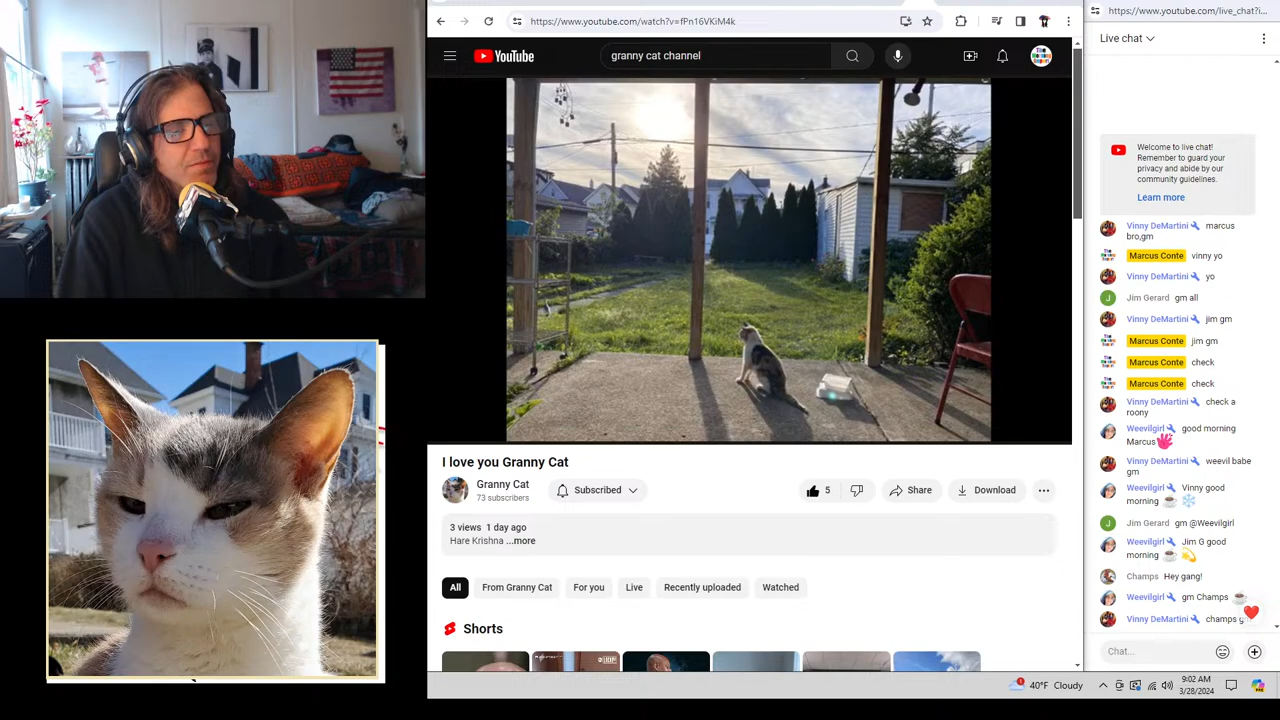 https://www.youtube.com/watch?v=fPn16VKiM4k
YouTube
granny cat channel
I love you Granny Cat
Granny Cat
73 subscribers
Subscribed
5
Share
Download
3 views 1 day ago
Hare Krishna ...more
All
From Granny Cat
For you
Live
Recently uploaded
Watched
Shorts
https://www.youtube.com/live_chat?i...
Live chat
Welcome to live chat!
Remember to guard your
privacy and abide by our
community guidelines.
Learn more
Vinny DeMartini marcus
bro,gm
Marcus Conte vinny yo
Vinny DeMartini yo
Jim Gerard gm all
Vinny DeMartini jim gm
Marcus Conte jim gm
Marcus Conte check
Marcus Conte check
Vinny DeMartini check a
roony
Weevilgirl good morning
Marcus
Vinny DeMartini weevil babe
gm
Weevilgirl Vinny good
morning
Jim Gerard gm @Weevilgirl
Weevilgirl Jim G good
morning
Champs Hey gang!
Weevilgirl gm Champs
Vinny DeMartini champs
Chat...
40°F Cloudy
9:02 AM
3/28/2024